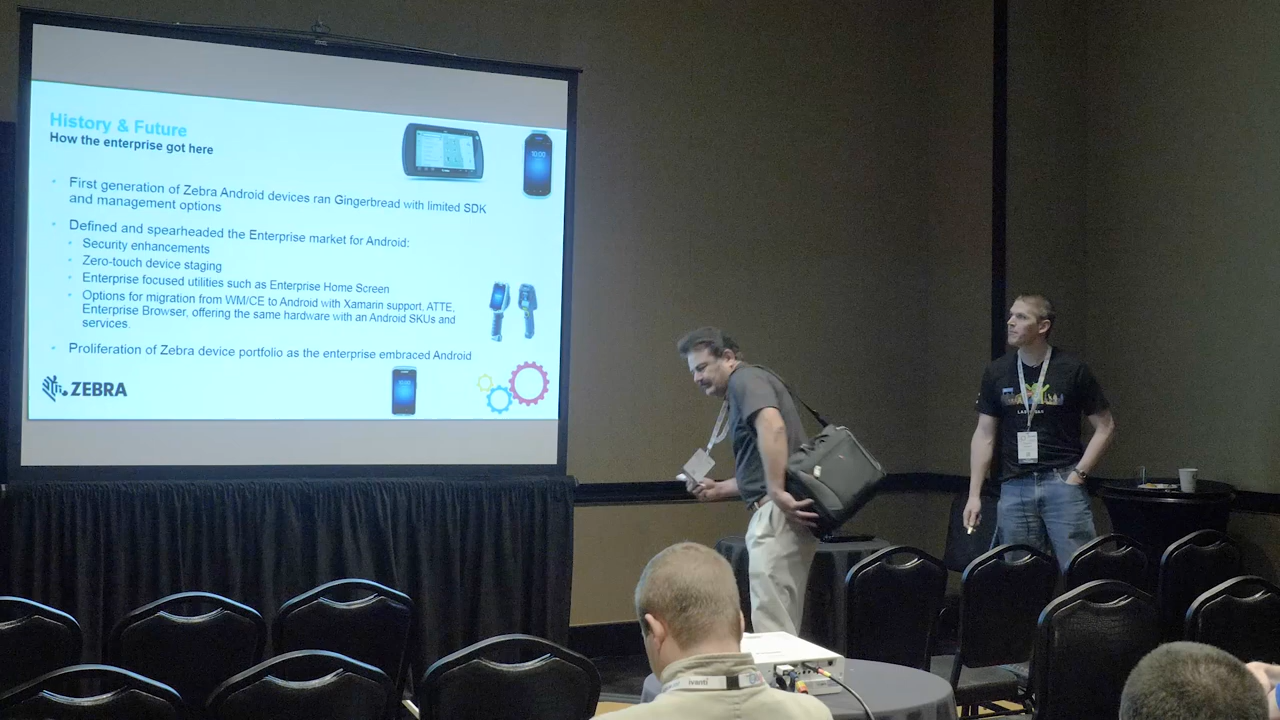 History & Future
How the enterprise got here
10:00
First generation of Zebra Android devices ran Gingerbread with limited SDK
and management options
Defined and spearheaded the Enterprise market for Android:
Security enhancements
Zero-touch device staging
Enterprise focused utilities such as Enterprise Home Screen
Options for migration from WM/CE to Android with Xamarin support, ATTE,
Enterprise Browser, offering the same hardware with an Android SKUs and
services.
Proliferation of Zebra device portfolio as the enterprise embraced Android
ZEBRA
ivanti